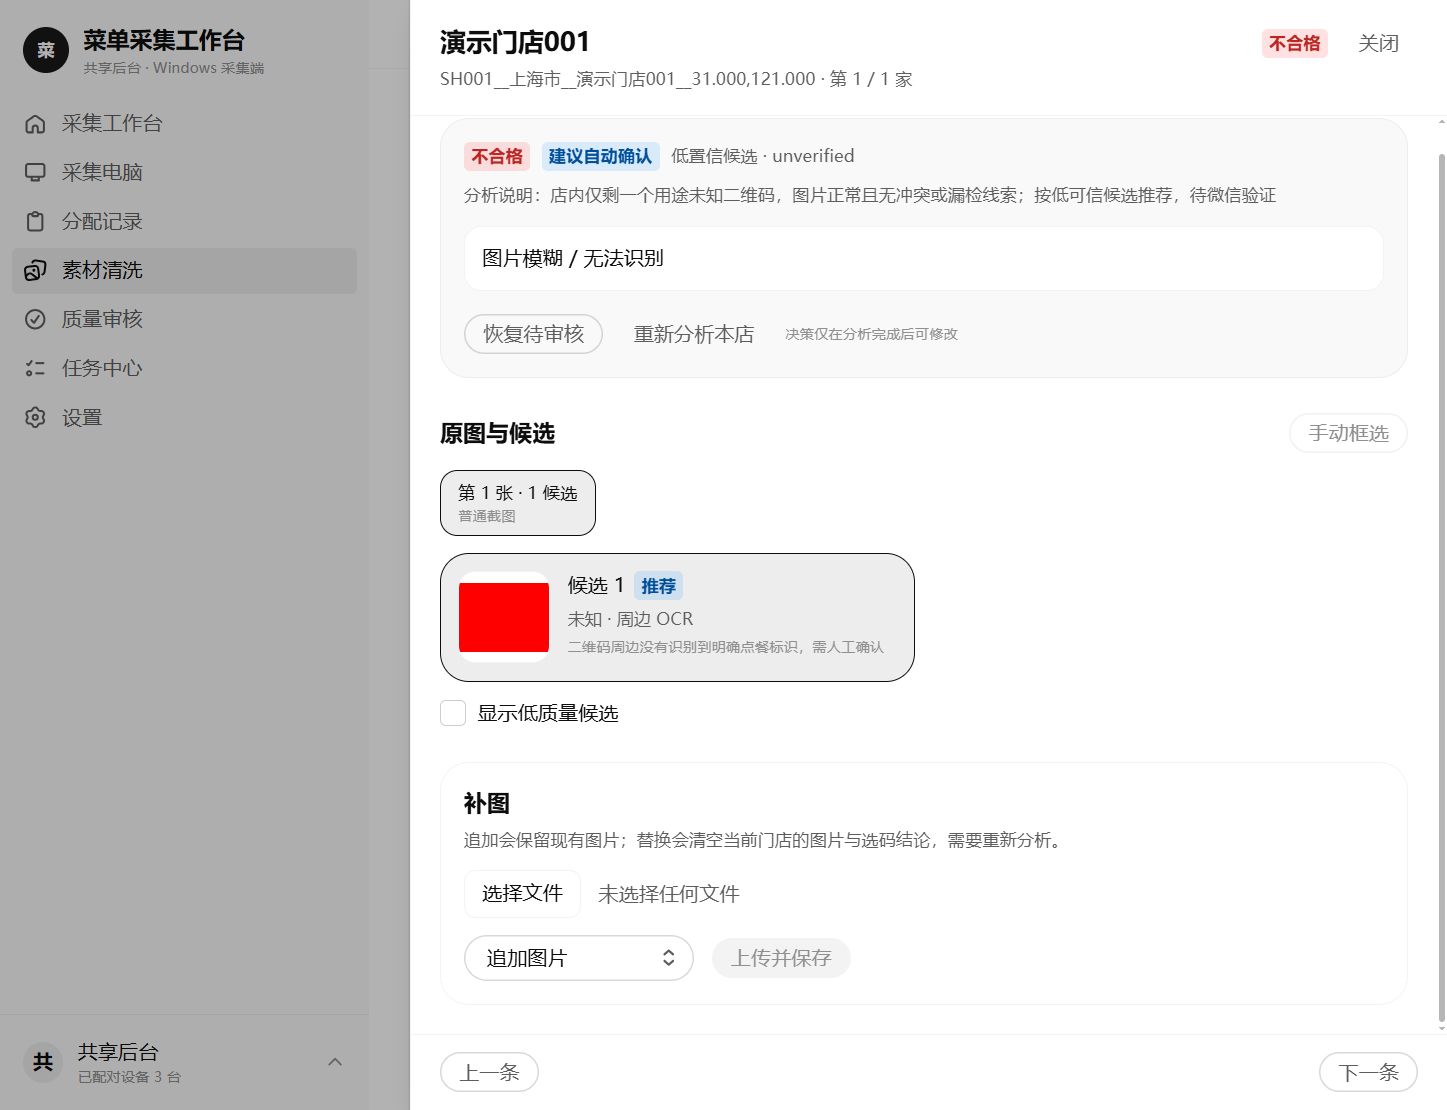 菜
菜单采集工作台
共享后台 · Windows 采集端
采集工作台
采集电脑
分配记录
素材清洗
质量审核
任务中心
设置
共
共享后台
已配对设备 3 台
演示门店001
不合格
关闭
SH001__上海市__演示门店001__31.000,121.000 · 第 1 / 1 家
不合格 建议自动确认 低置信候选 · unverified
分析说明：店内仅剩一个用途未知二维码，图片正常且无冲突或漏检线索；按低可信候选推荐，待微信验证
图片模糊 / 无法识别
恢复待审核 重新分析本店 决策仅在分析完成后可修改
原图与候选
手动框选
第 1 张 · 1 候选
普通截图
候选 1 推荐
未知 · 周边 OCR
二维码周边没有识别到明确点餐标识，需人工确认
显示低质量候选
补图
追加会保留现有图片；替换会清空当前门店的图片与选码结论，需要重新分析。
选择文件 未选择任何文件
追加图片 上传并保存
上一条
下一条